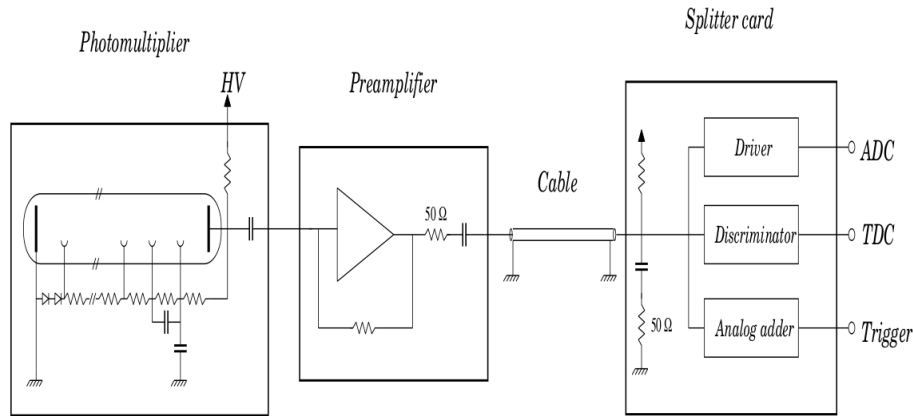 Splitter card
Photomultiplier
HV
Preamplifier
Driver
ADC
Cable
50 Ω
Discriminator
TDC
50 Ω
Analog adder
Trigger